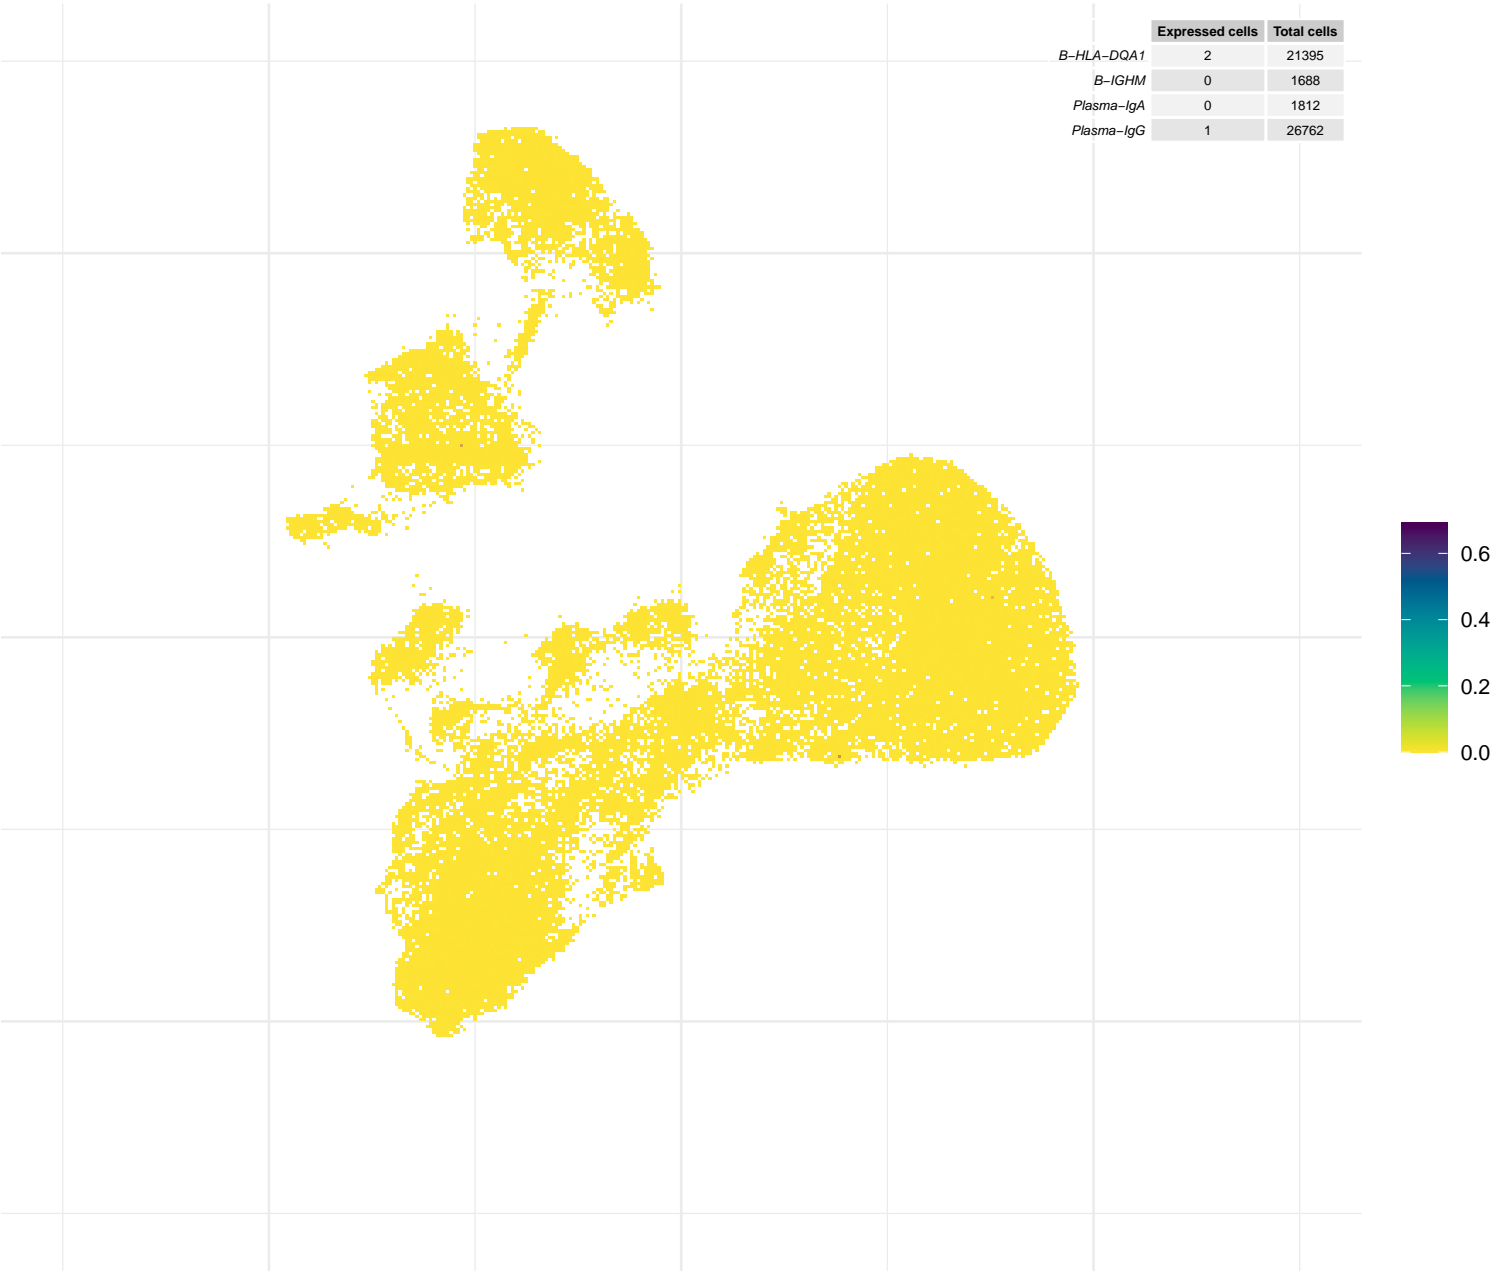 Expressed cells Total cells
B−HLA−DQA1 2 21395
B−IGHM 0 1688
Plasma−IgA 0 1812
Plasma−IgG 1 26762
0.6
0.4
0.2
0.0